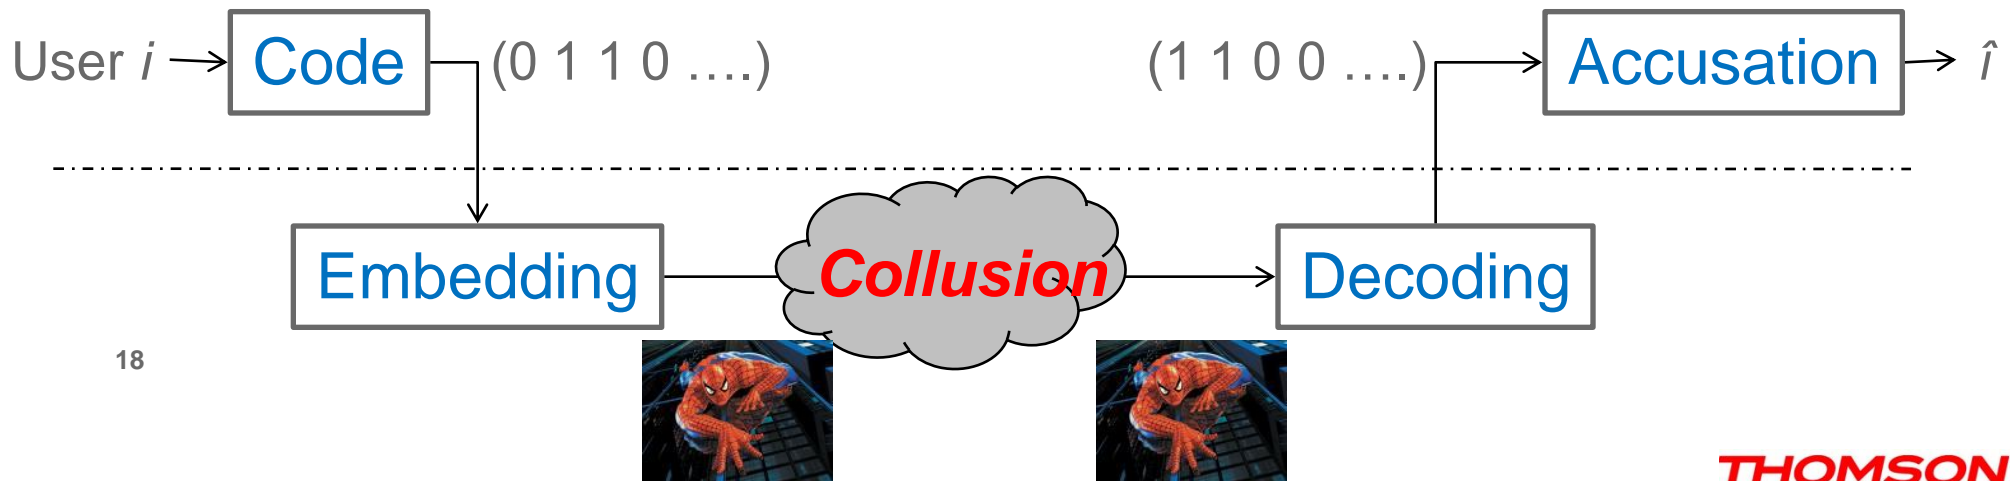 User i Code (0 1 1 0 ....) (1 1 0 0 ....) Accusation î
Embedding Collusion Decoding
18
THOMSON